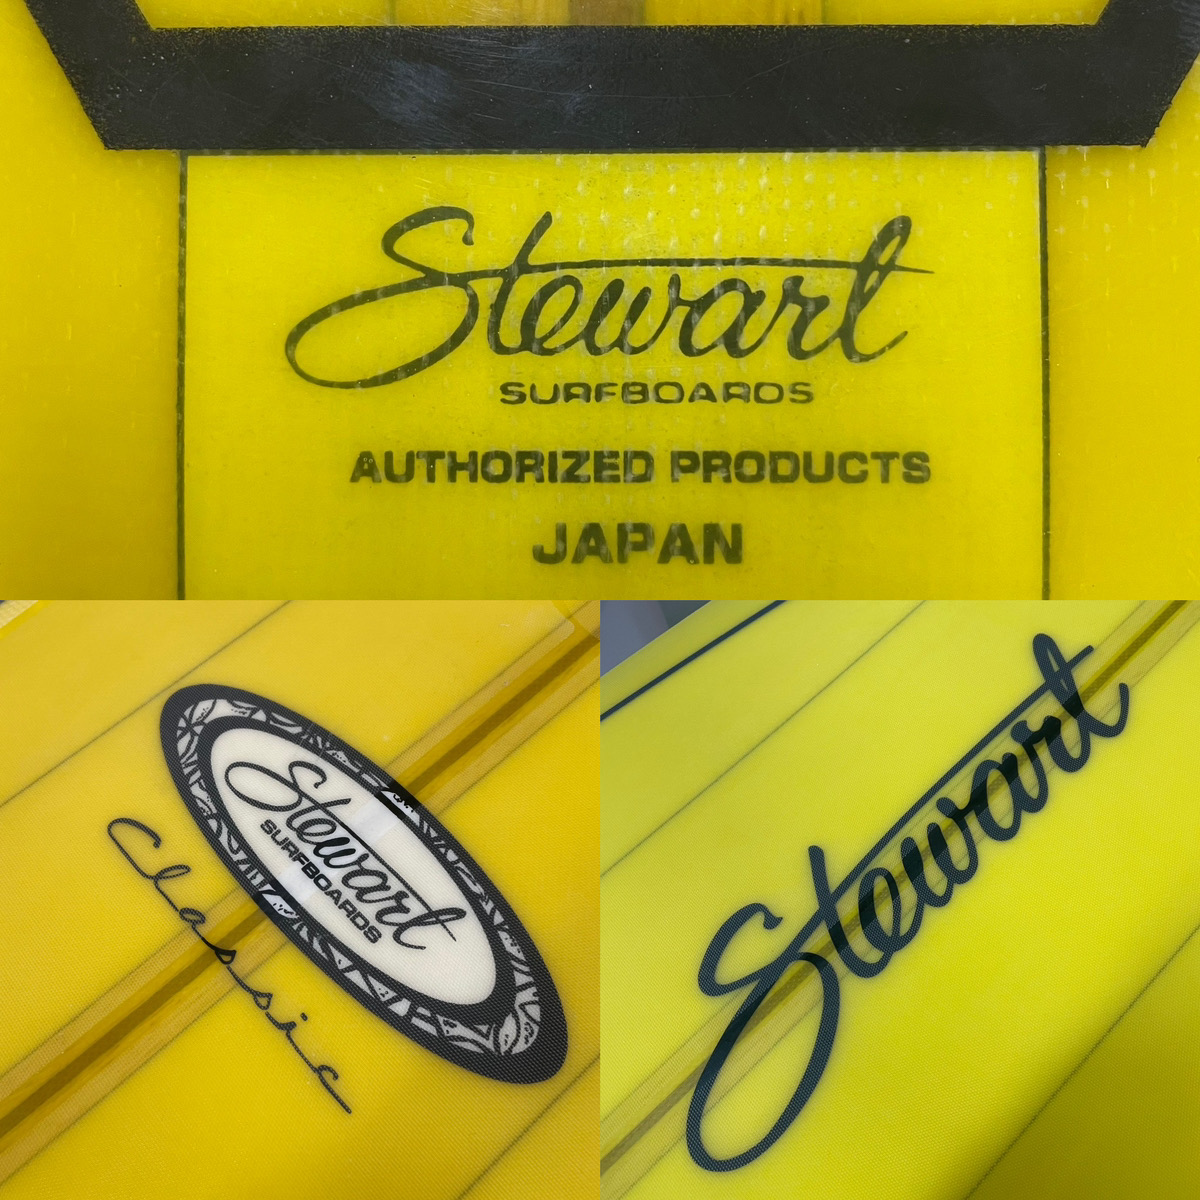 Stewart
SURFBOARDS
AUTHORIZED PRODUCTS
JAPAN
Stewart
SURFBOARDS
Classic
Stewart